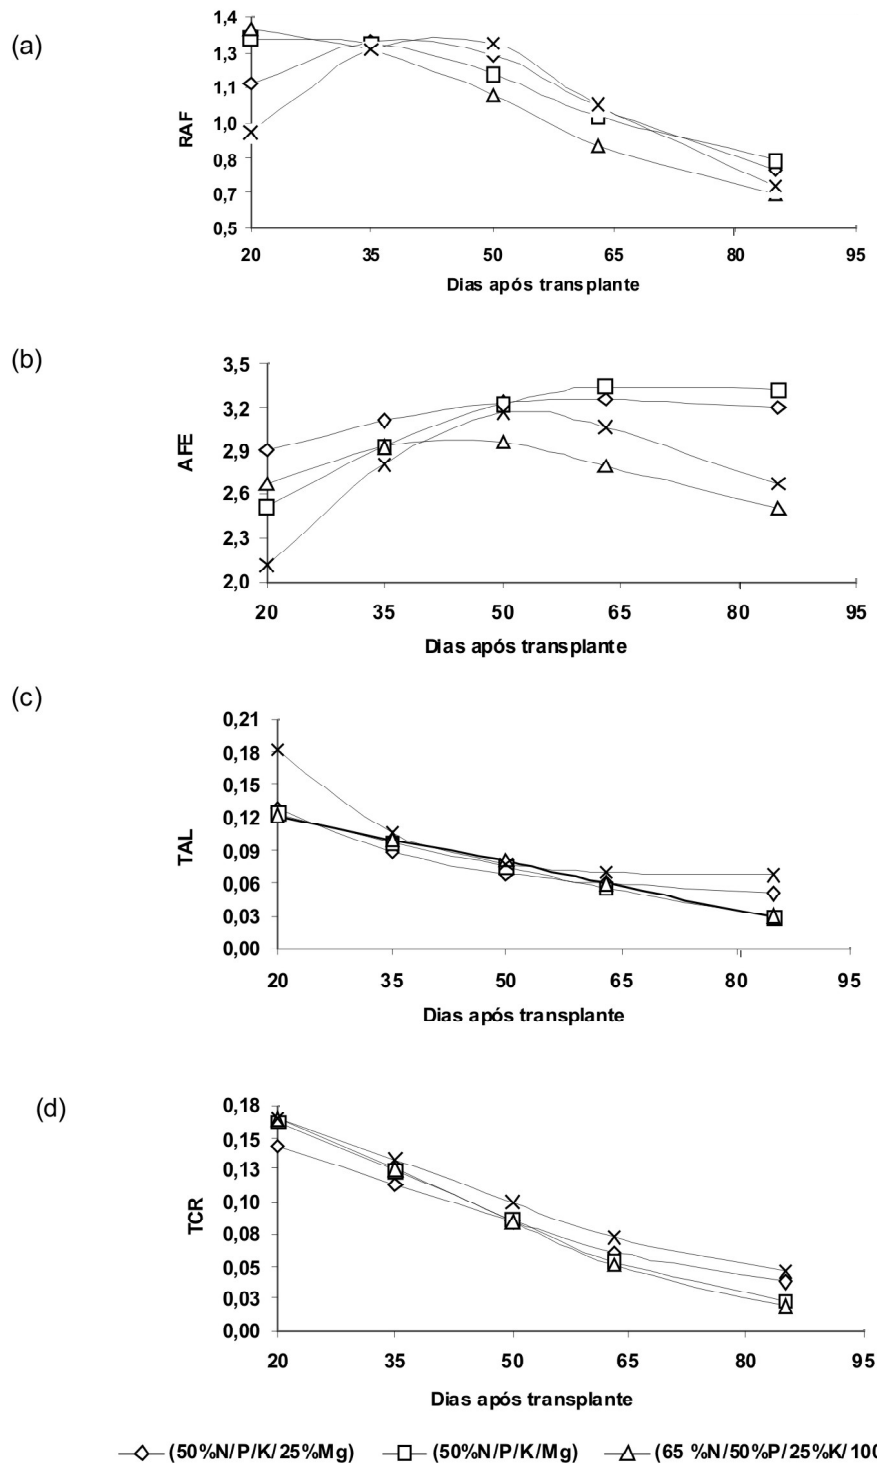 (a)
1,4
1,3
1,1
1,0
0,8
0,7
0,5
RAF
20 35 50 65 80 95
Dias após transplante
(b)
3,5
3,2
2,9
2,6
2,3
2,0
AFE
20 35 50 65 80 95
Dias após transplante
(c)
0,21
0,18
0,15
0,12
0,09
0,06
0,03
0,00
TAL
20 35 50 65 80 95
Dias após transplante
(d)
0,18
0,15
0,13
0,10
0,08
0,05
0,03
0,00
TCR
20 35 50 65 80 95
Dias após transplante
(50%N/P/K/25%Mg) (50%N/P/K/Mg) (65 %N/50%P/25%K/100